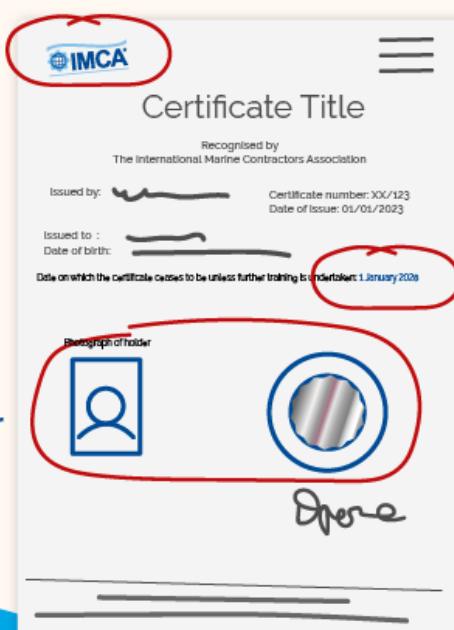 IMCA
Certificate Title
Recognised by
The International Marine Contractors Association
Issued by:
Certificate number: XX/123
Date of Issue: 01/01/2023
Issued to :
Date of birth:
Date on which the certificate ceases to be unless further training is undertaken: 1 January 2026
Photograph of holder